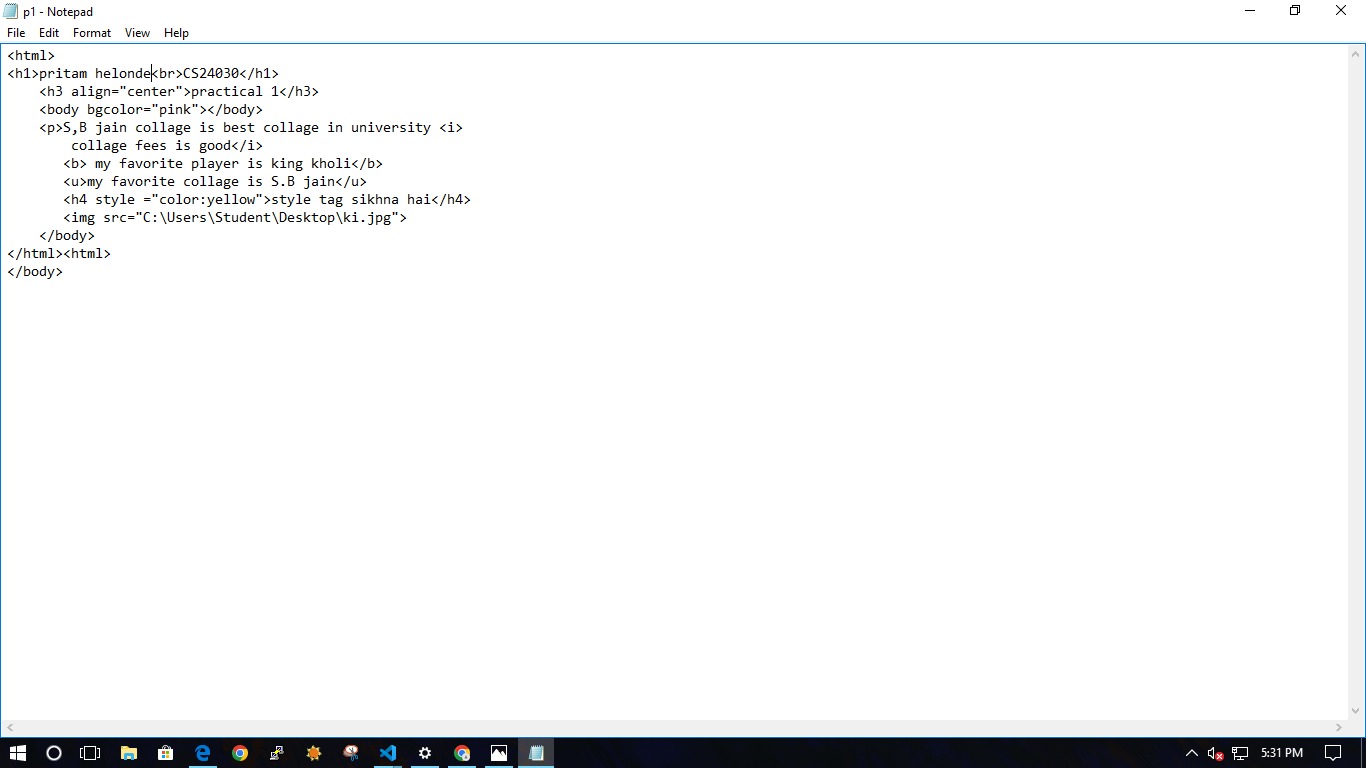 p1 - Notepad
File Edit Format View Help
<html>
<h1>pritam helonde<br>CS24030</h1>
    <h3 align="center">practical 1</h3>
    <body bgcolor="pink"></body>
    <p>S,B jain collage is best collage in university <i>
        collage fees is good</i>
       <b> my favorite player is king kholi</b>
       <u>my favorite collage is S.B jain</u>
       <h4 style ="color:yellow">style tag sikhna hai</h4>
       <img src="C:\Users\Student\Desktop\ki.jpg">
    </body>
</html><html>
</body>
5:31 PM